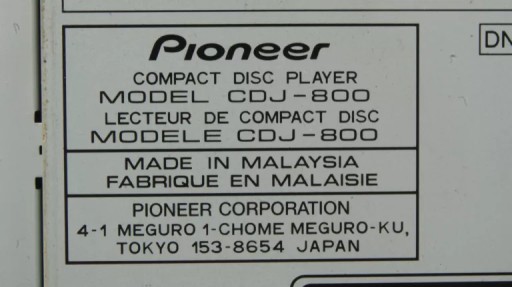 Pioneer
COMPACT DISC PLAYER
MODEL CDJ-800
LECTEUR DE COMPACT DISC
MODELE CDJ-800
MADE IN MALAYSIA
FABRIQUE EN MALAISIE
PIONEER CORPORATION
4-1 MEGURO 1-CHOME MEGURO-KU,
TOKYO 153-8654 JAPAN
DN